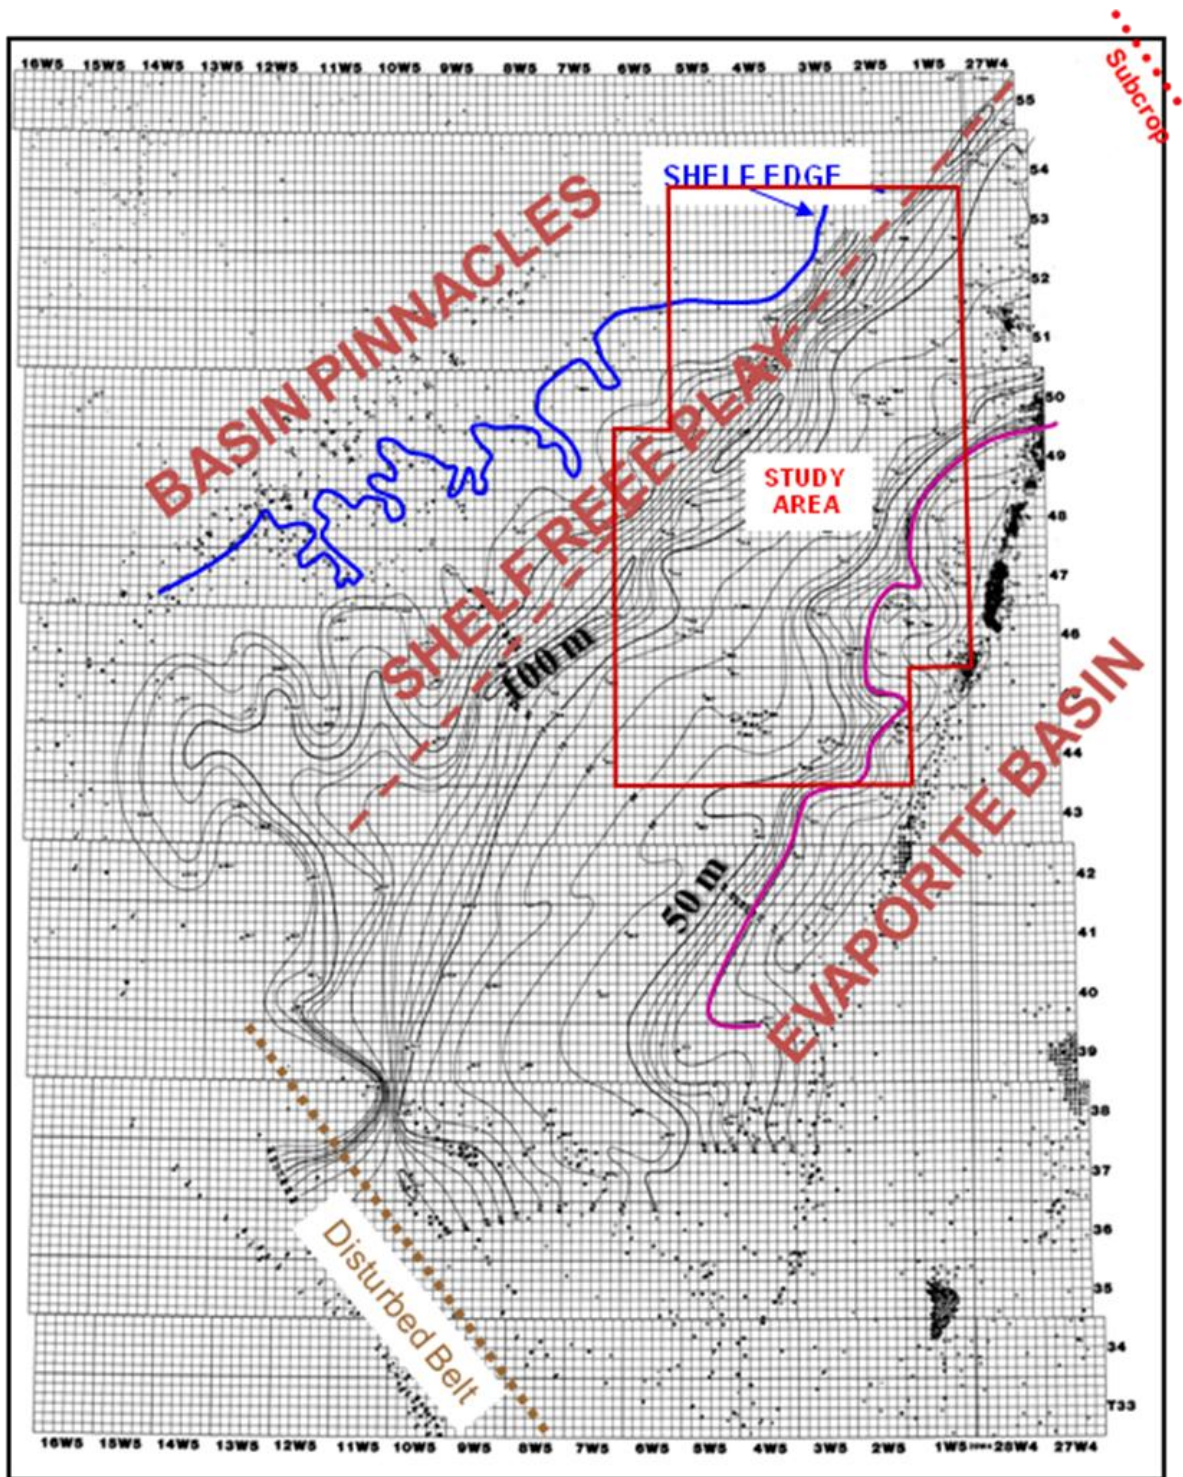 Subcrop
16W5 15W5 14W5 13W5 12W5 11W5 10W5 9W5 8W5 7W5 6W5 5W5 4W5 3W5 2W5 1W5 27W4
55
54
SHELF EDGE
53
52
51
BASIN PINNACLES
50
SHELF REEF PLAY
49
STUDY
AREA
48
47
46
100 m
44
43
42
50 m
41
EVAPORITE BASIN
40
39
38
37
36
Disturbed Belt
35
34
T33
16W5 15W5 14W5 13W5 12W5 11W5 10W5 9W5 8W5 7W5 6W5 5W5 4W5 3W5 2W5 1W5 28W4 27W4